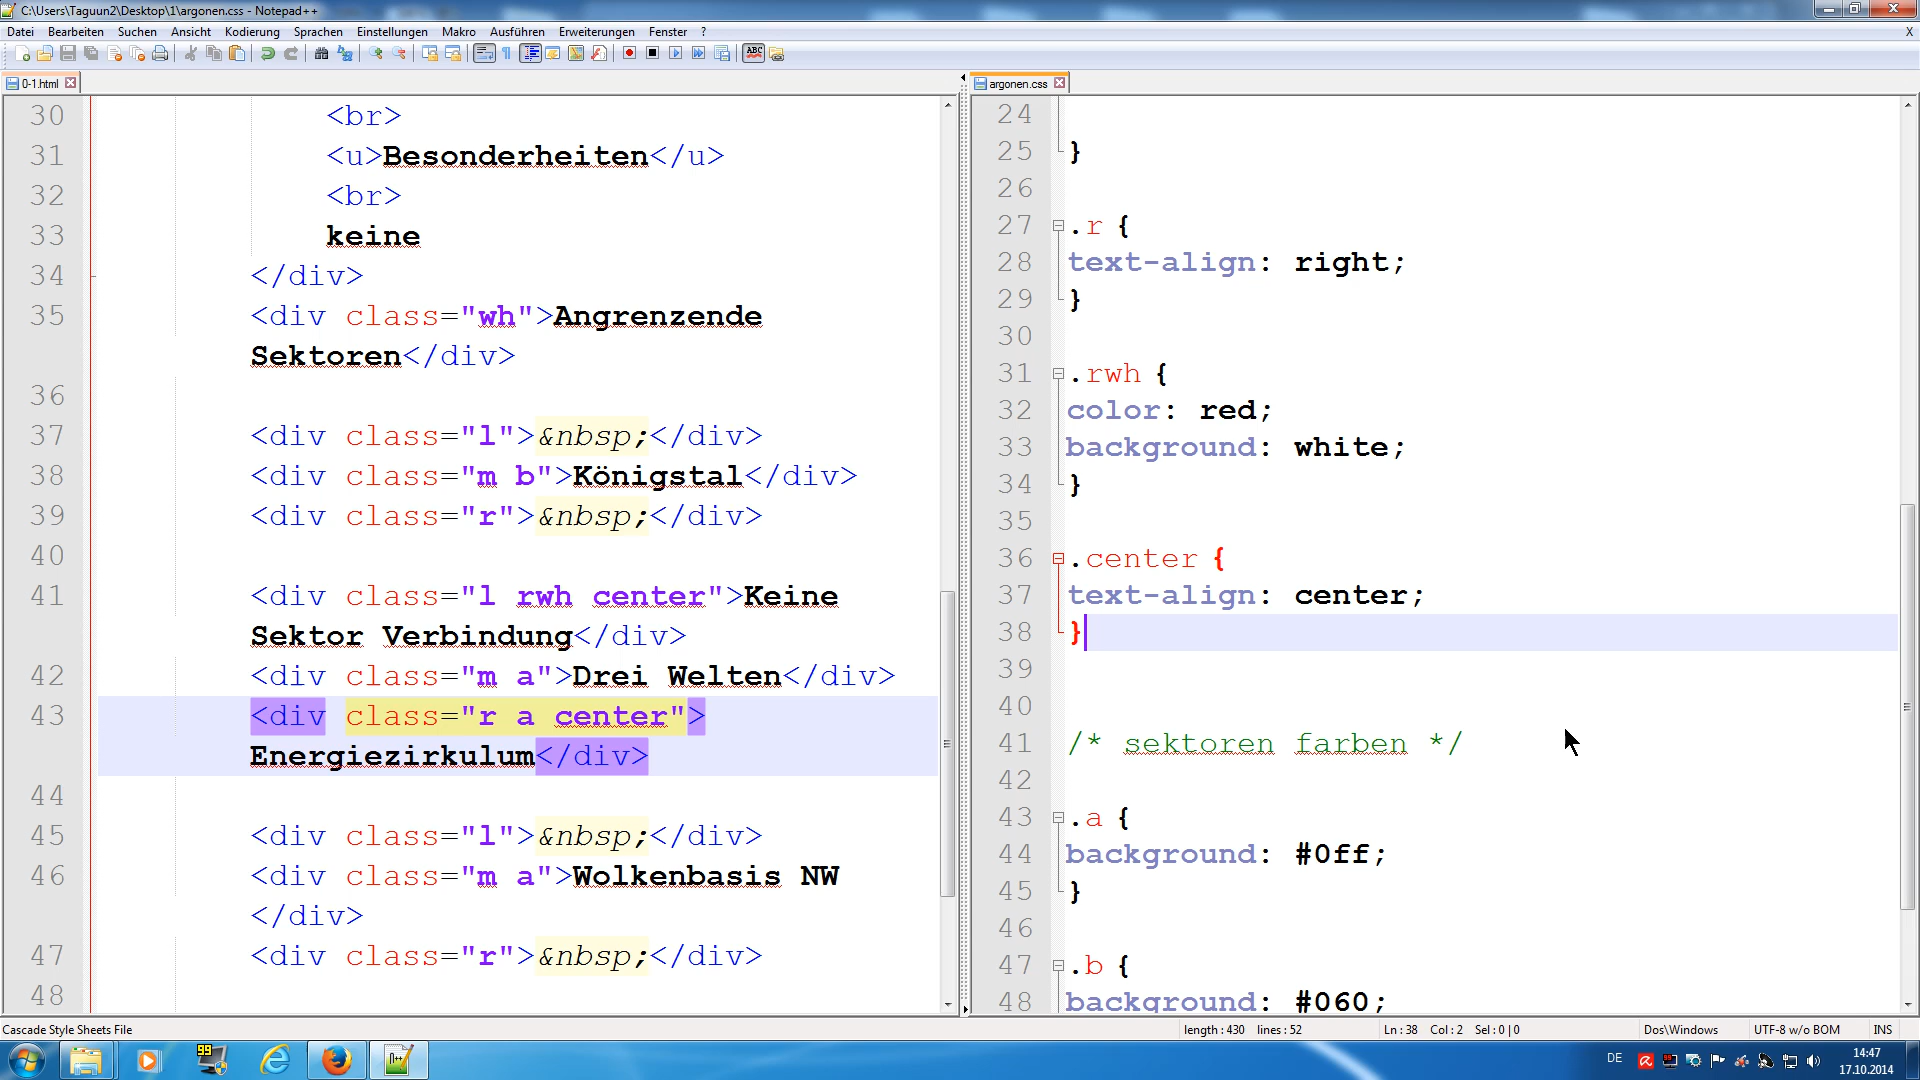 C:\Users\Taguun2\Desktop\1\argonen.css - Notepad++
Datei Bearbeiten Suchen Ansicht Kodierung Sprachen Einstellungen Makro Ausführen Erweiterungen Fenster ? X
0-1.html
30 <br>
31 <u>Besonderheiten</u>
32 <br>
33 keine
34 </div>
35 <div class="wh">Angrenzende
Sektoren</div>
36
37 <div class="l">&nbsp;</div>
38 <div class="m b">Königstal</div>
39 <div class="r">&nbsp;</div>
40
41 <div class="l rwh center">Keine
Sektor Verbindung</div>
42 <div class="m a">Drei Welten</div>
43 <div class="r a center">
Energiezirkulum</div>
44
45 <div class="l">&nbsp;</div>
46 <div class="m a">Wolkenbasis NW
</div>
47 <div class="r">&nbsp;</div>
48
argonen.css
24
25 }
26
27 .r {
28 text-align: right;
29 }
30
31 .rwh {
32 color: red;
33 background: white;
34 }
35
36 .center {
37 text-align: center;
38 }
39
40
41 /* sektoren farben */
42
43 .a {
44 background: #0ff;
45 }
46
47 .b {
48 background: #060;
Cascade Style Sheets File length : 430 lines : 52 Ln : 38 Col : 2 Sel : 0 | 0 Dos\Windows UTF-8 w/o BOM INS
99 DE 14:47
17.10.2014